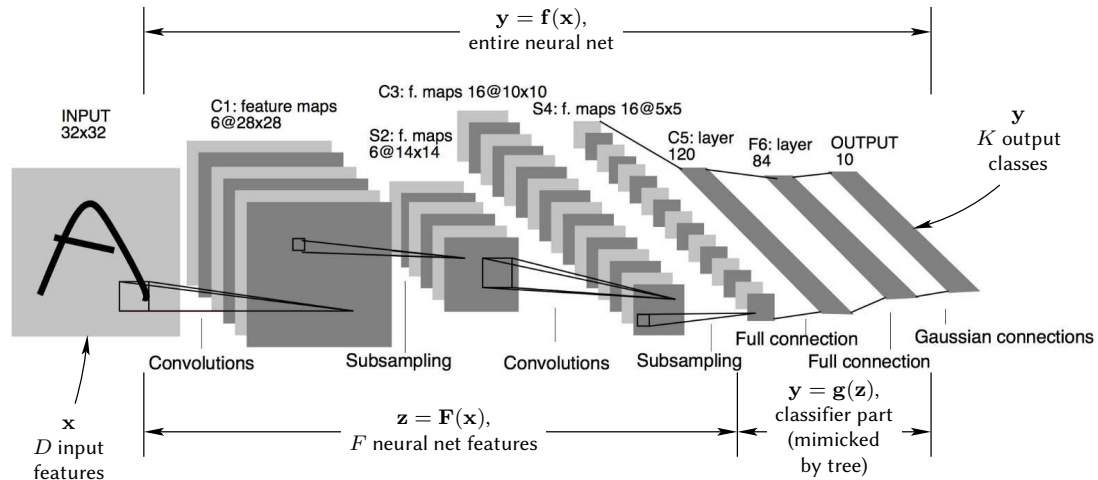 y = f(x),
entire neural net
INPUT
32x32
C1: feature maps
6@28x28
S2: f. maps
6@14x14
C3: f. maps 16@10x10
S4: f. maps 16@5x5
C5: layer
120
F6: layer
84
OUTPUT
10
y
K output
classes
Convolutions
Subsampling
Convolutions
Subsampling
Full connection
Full connection
Gaussian connections
x
D input
features
z = F(x),
F neural net features
y = g(z),
classifier part
(mimicked
by tree)